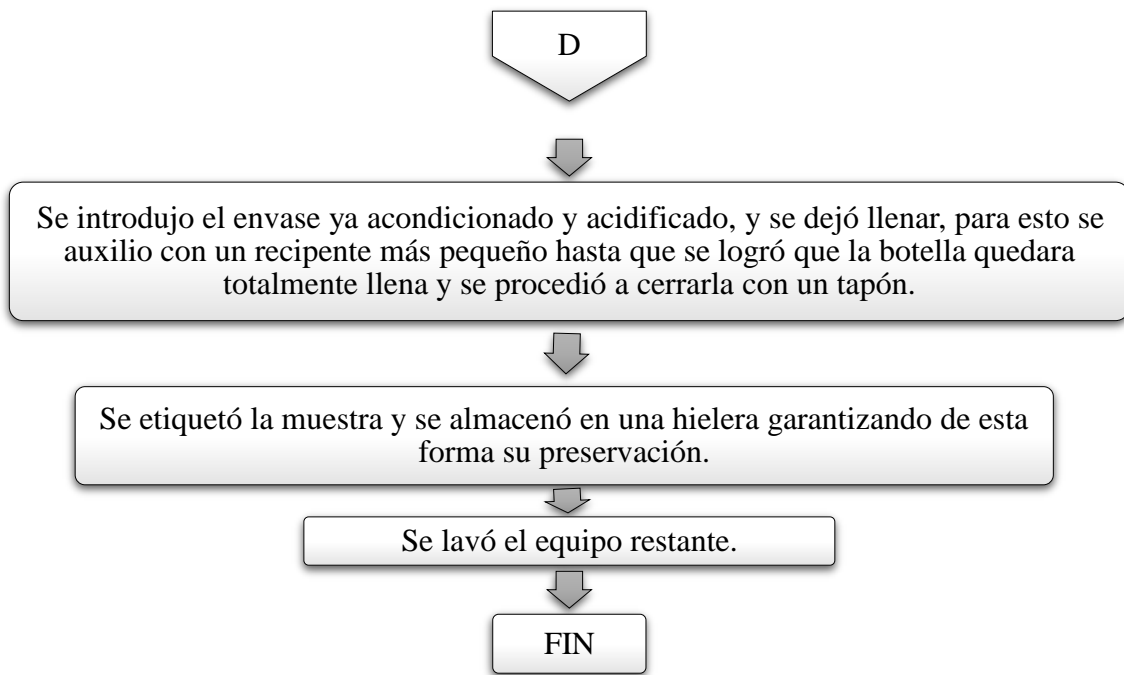 D
Se introdujo el envase ya acondicionado y acidificado, y se dejó llenar, para esto se
auxilio con un recipente más pequeño hasta que se logró que la botella quedara
totalmente llena y se procedió a cerrarla con un tapón.
Se etiquetó la muestra y se almacenó en una hielera garantizando de esta
forma su preservación.
Se lavó el equipo restante.
FIN